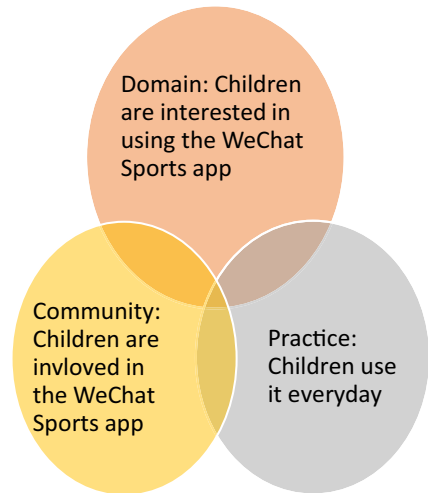 Domain: Children
are interested in
using the WeChat
Sports app
Community:
Children are
invloved in
the WeChat
Sports app
Practice:
Children use
it everyday